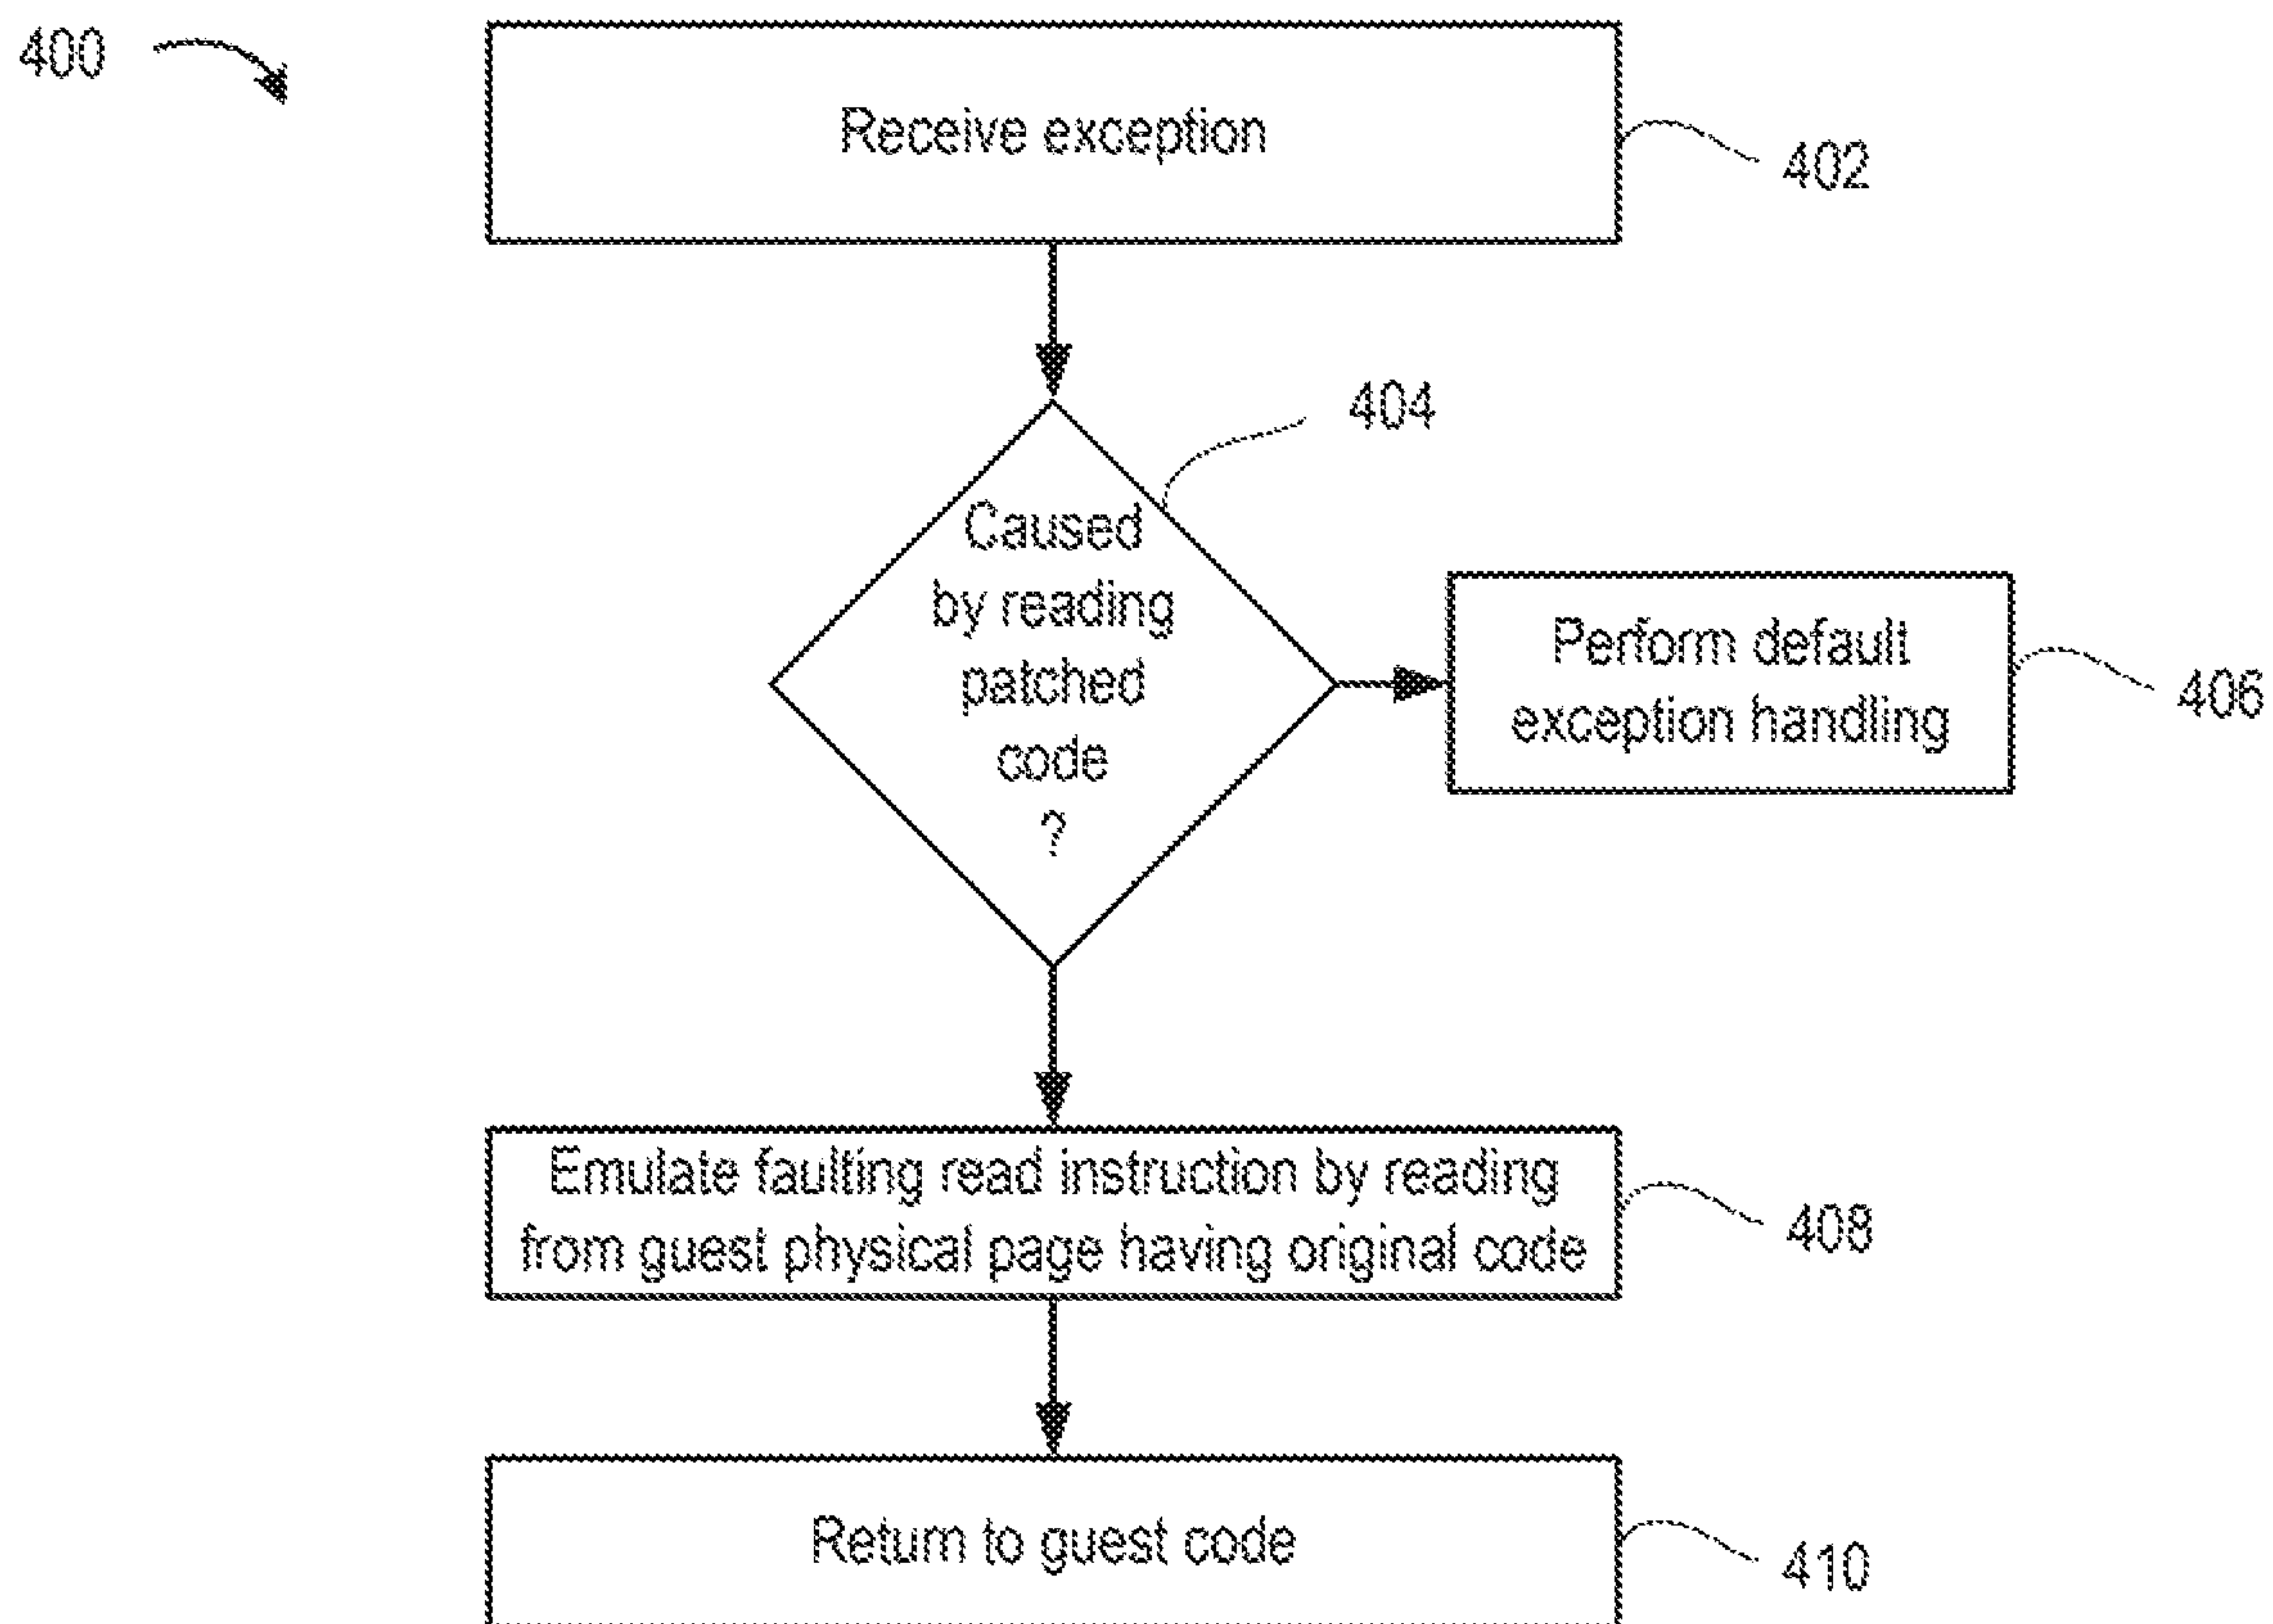 400
Receive exception
402
404
Caused
by reading
patched
code
?
Perform default
exception handling
406
Emulate faulting read instruction by reading
from guest physical page having original code
408
Return to guest code
410